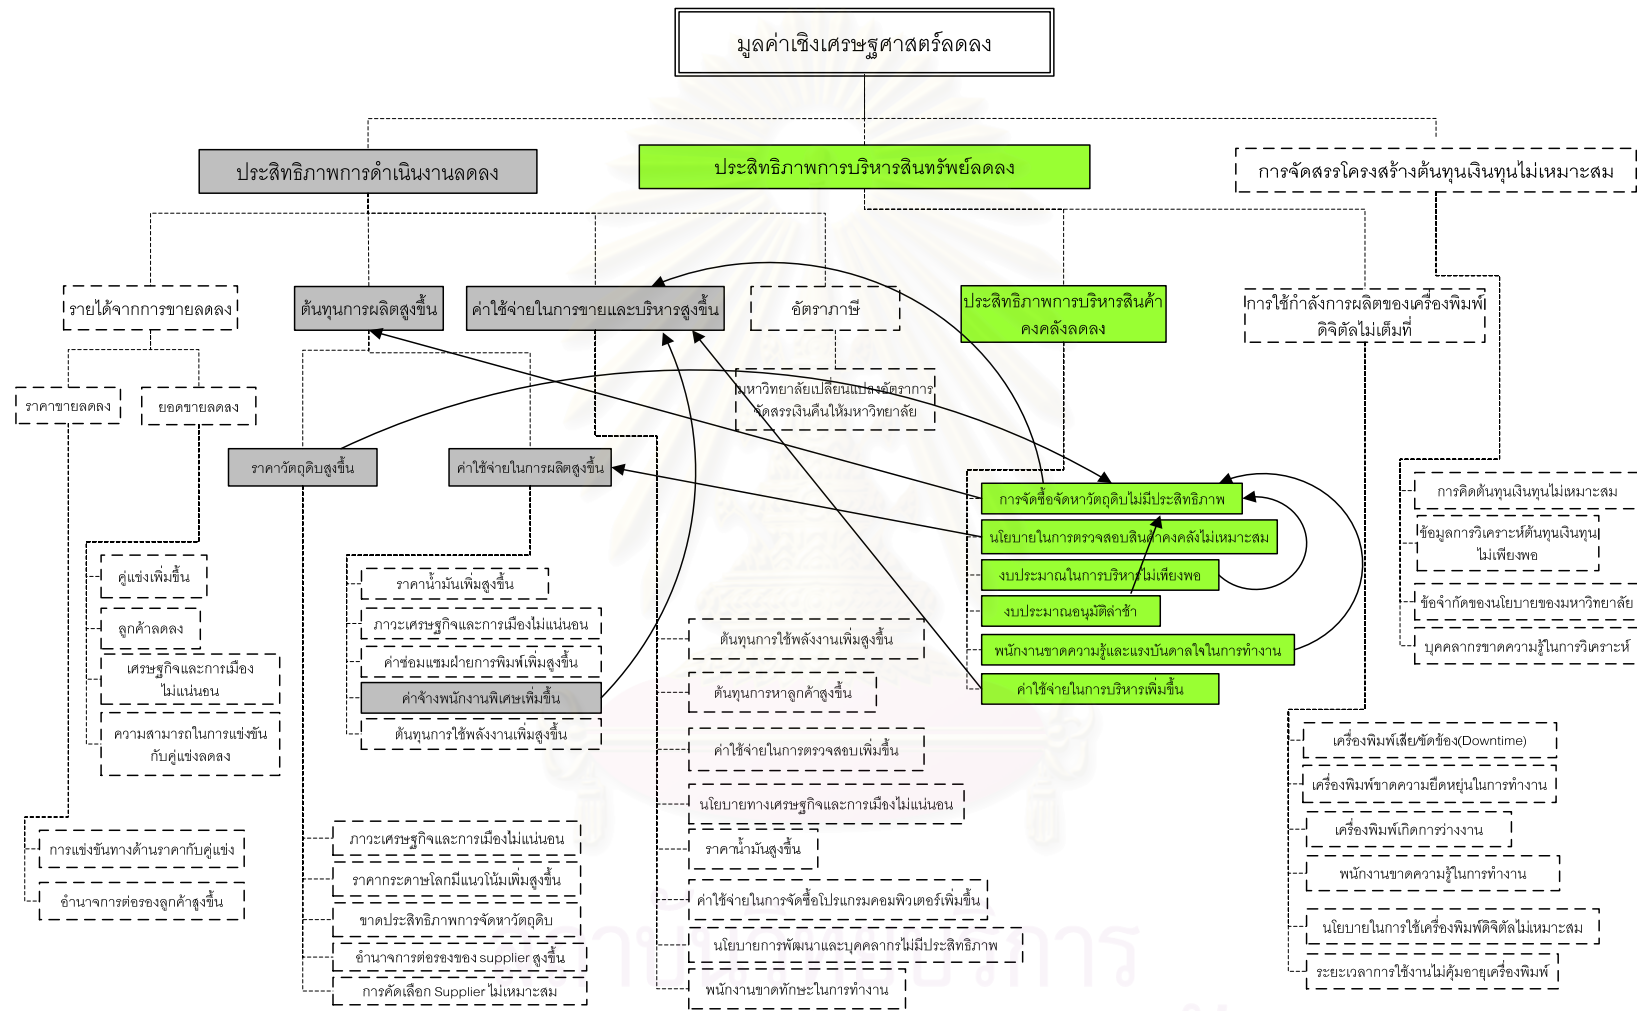 มูลค่าเชิงเศรษฐศาสตร์ลดลง
ประสิทธิภาพการดำเนินงานลดลง
ประสิทธิภาพการบริหารสินทรัพย์ลดลง
การจัดสรรโครงสร้างต้นทุนเงินทุนไม่เหมาะสม
รายได้จากการขายลดลง
ต้นทุนการผลิตสูงขึ้น
ค่าใช้จ่ายในการขายและบริหารสูงขึ้น
อัตราภาษี
ประสิทธิภาพการบริหารสินค้า
คงคลังลดลง
การใช้กำลังการผลิตของเครื่องพิมพ์
ดิจิตัลไม่เต็มที่
ราคาขายลดลง
ยอดขายลดลง
มหาวิทยาลัยเปลี่ยนแปลงอัตราการ
จัดสรรเงินคืนให้มหาวิทยาลัย
ราคาวัตถุดิบสูงขึ้น
ค่าใช้จ่ายในการผลิตสูงขึ้น
การจัดซื้อจัดหาวัตถุดิบไม่มีประสิทธิภาพ
นโยบายในการตรวจสอบสินค้าคงคลังไม่เหมาะสม
งบประมาณในการบริหารไม่เพียงพอ
งบประมาณอนุมัติล่าช้า
พนักงานขาดความรู้และแรงบันดาลใจในการทำงาน
ค่าใช้จ่ายในการบริหารเพิ่มขึ้น
การคิดต้นทุนเงินทุนไม่เหมาะสม
ข้อมูลการวิเคราะห์ต้นทุนเงินทุน
ไม่เพียงพอ
ข้อจำกัดของนโยบายของมหาวิทยาลัย
บุคคลากรขาดความรู้ในการวิเคราะห์
คู่แข่งเพิ่มขึ้น
ลูกค้าลดลง
เศรษฐกิจและการเมือง
ไม่แน่นอน
ความสามารถในการแข่งขัน
กับคู่แข่งลดลง
ราคาน้ำมันเพิ่มสูงขึ้น
ภาวะเศรษฐกิจและการเมืองไม่แน่นอน
ค่าซ่อมแซมฝ่ายการพิมพ์เพิ่มสูงขึ้น
ค่าจ้างพนักงานพิเศษเพิ่มขึ้น
ต้นทุนการใช้พลังงานเพิ่มสูงขึ้น
ต้นทุนการใช้พลังงานเพิ่มสูงขึ้น
ต้นทุนการหาลูกค้าสูงขึ้น
ค่าใช้จ่ายในการตรวจสอบเพิ่มขึ้น
นโยบายทางเศรษฐกิจและการเมืองไม่แน่นอน
ราคาน้ำมันสูงขึ้น
ค่าใช้จ่ายในการจัดซื้อโปรแกรมคอมพิวเตอร์เพิ่มขึ้น
นโยบายการพัฒนาและบุคคลากรไม่มีประสิทธิภาพ
พนักงานขาดทักษะในการทำงาน
เครื่องพิมพ์เสีย/ขัดข้อง(Downtime)
เครื่องพิมพ์ขาดความยืดหยุ่นในการทำงาน
เครื่องพิมพ์เกิดการว่างงาน
พนักงานขาดความรู้ในการทำงาน
นโยบายในการใช้เครื่องพิมพ์ดิจิตัลไม่เหมาะสม
ระยะเวลาการใช้งานไม่คุ้มอายุเครื่องพิมพ์
การแข่งขันทางด้านราคากับคู่แข่ง
อำนาจการต่อรองลูกค้าสูงขึ้น
ภาวะเศรษฐกิจและการเมืองไม่แน่นอน
ราคากระดาษโลกมีแนวโน้มเพิ่มสูงขึ้น
ขาดประสิทธิภาพการจัดหาวัตถุดิบ
อำนาจการต่อรองของ supplier สูงขึ้น
การคัดเลือก Supplier ไม่เหมาะสม
สถาบันวิทยบริการ